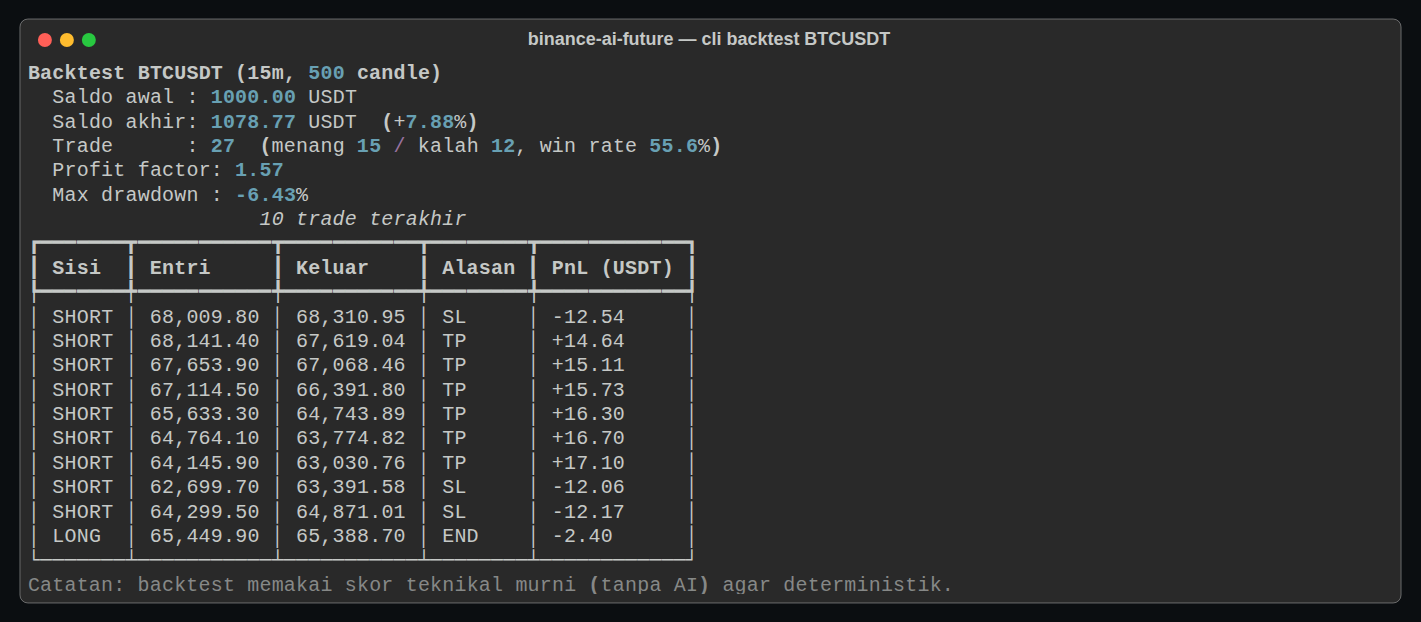 binance-ai-future — cli backtest BTCUSDT
Backtest BTCUSDT (15m, 500 candle)
Saldo awal : 1000.00 USDT
Saldo akhir: 1078.77 USDT (+7.88%)
Trade : 27 (menang 15 / kalah 12, win rate 55.6%)
Profit factor: 1.57
Max drawdown : -6.43%
10 trade terakhir
Sisi Entri Keluar Alasan PnL (USDT)
SHORT 68,009.80 68,310.95 SL -12.54
SHORT 68,141.40 67,619.04 TP +14.64
SHORT 67,653.90 67,068.46 TP +15.11
SHORT 67,114.50 66,391.80 TP +15.73
SHORT 65,633.30 64,743.89 TP +16.30
SHORT 64,764.10 63,774.82 TP +16.70
SHORT 64,145.90 63,030.76 TP +17.10
SHORT 62,699.70 63,391.58 SL -12.06
SHORT 64,299.50 64,871.01 SL -12.17
LONG 65,449.90 65,388.70 END -2.40
Catatan: backtest memakai skor teknikal murni (tanpa AI) agar deterministik.